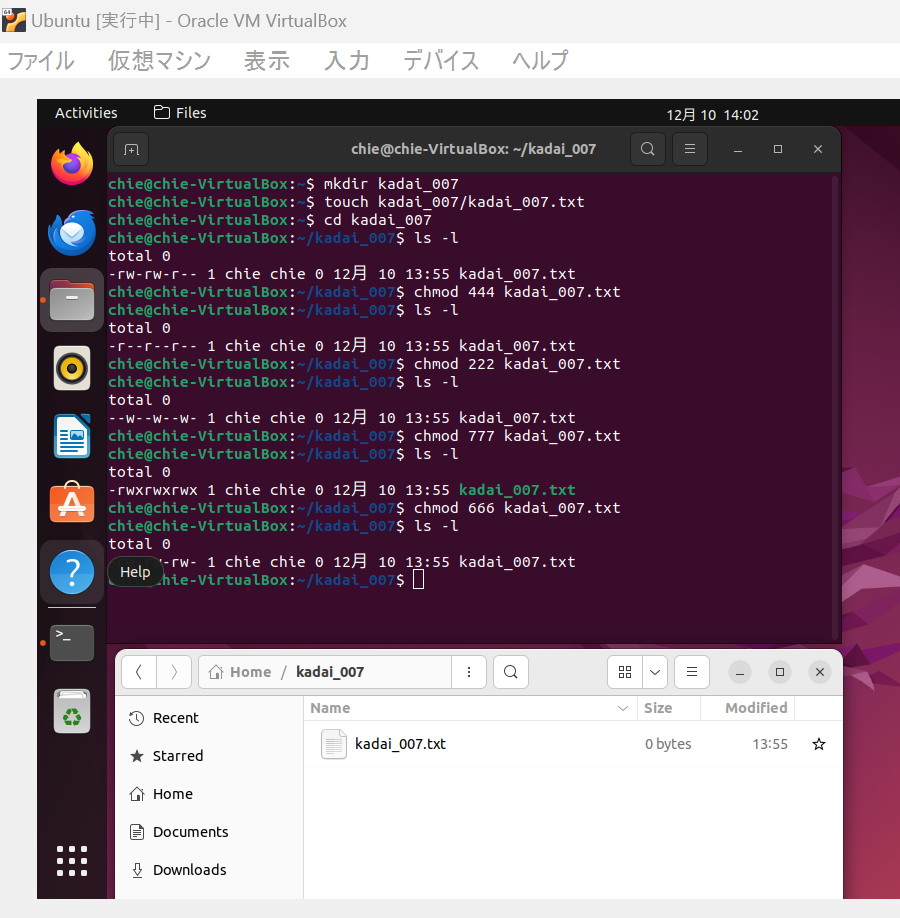 Ubuntu [実行中] - Oracle VM VirtualBox
ファイル 仮想マシン 表示 入力 デバイス ヘルプ
Activities Files 12月 10 14:02
chie@chie-VirtualBox: ~/kadai_007
chie@chie-VirtualBox:~$ mkdir kadai_007
chie@chie-VirtualBox:~$ touch kadai_007/kadai_007.txt
chie@chie-VirtualBox:~$ cd kadai_007
chie@chie-VirtualBox:~/kadai_007$ ls -l
total 0
-rw-rw-r-- 1 chie chie 0 12月 10 13:55 kadai_007.txt
chie@chie-VirtualBox:~/kadai_007$ chmod 444 kadai_007.txt
chie@chie-VirtualBox:~/kadai_007$ ls -l
total 0
-r--r--r-- 1 chie chie 0 12月 10 13:55 kadai_007.txt
chie@chie-VirtualBox:~/kadai_007$ chmod 222 kadai_007.txt
chie@chie-VirtualBox:~/kadai_007$ ls -l
total 0
--w--w--w- 1 chie chie 0 12月 10 13:55 kadai_007.txt
chie@chie-VirtualBox:~/kadai_007$ chmod 777 kadai_007.txt
chie@chie-VirtualBox:~/kadai_007$ ls -l
total 0
-rwxrwxrwx 1 chie chie 0 12月 10 13:55 kadai_007.txt
chie@chie-VirtualBox:~/kadai_007$ chmod 666 kadai_007.txt
chie@chie-VirtualBox:~/kadai_007$ ls -l
total 0
-rw- 1 chie chie 0 12月 10 13:55 kadai_007.txt
Help
chie-VirtualBox:~/kadai_007$
Home / kadai_007
Name Size Modified
Recent
kadai_007.txt 0 bytes 13:55
Starred
Home
Documents
Downloads